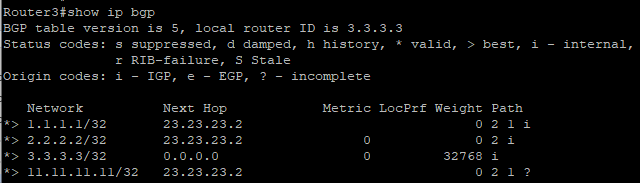 Router3#show ip bgp
BGP table version is 5, local router ID is 3.3.3.3
Status codes: s suppressed, d damped, h history, * valid, > best, i - internal,
              r RIB-failure, S Stale
Origin codes: i - IGP, e - EGP, ? - incomplete

   Network          Next Hop            Metric LocPrf Weight Path
*> 1.1.1.1/32       23.23.23.2                             0 2 1 i
*> 2.2.2.2/32       23.23.23.2               0             0 2 i
*> 3.3.3.3/32       0.0.0.0                  0         32768 i
*> 11.11.11.11/32   23.23.23.2                             0 2 1 ?